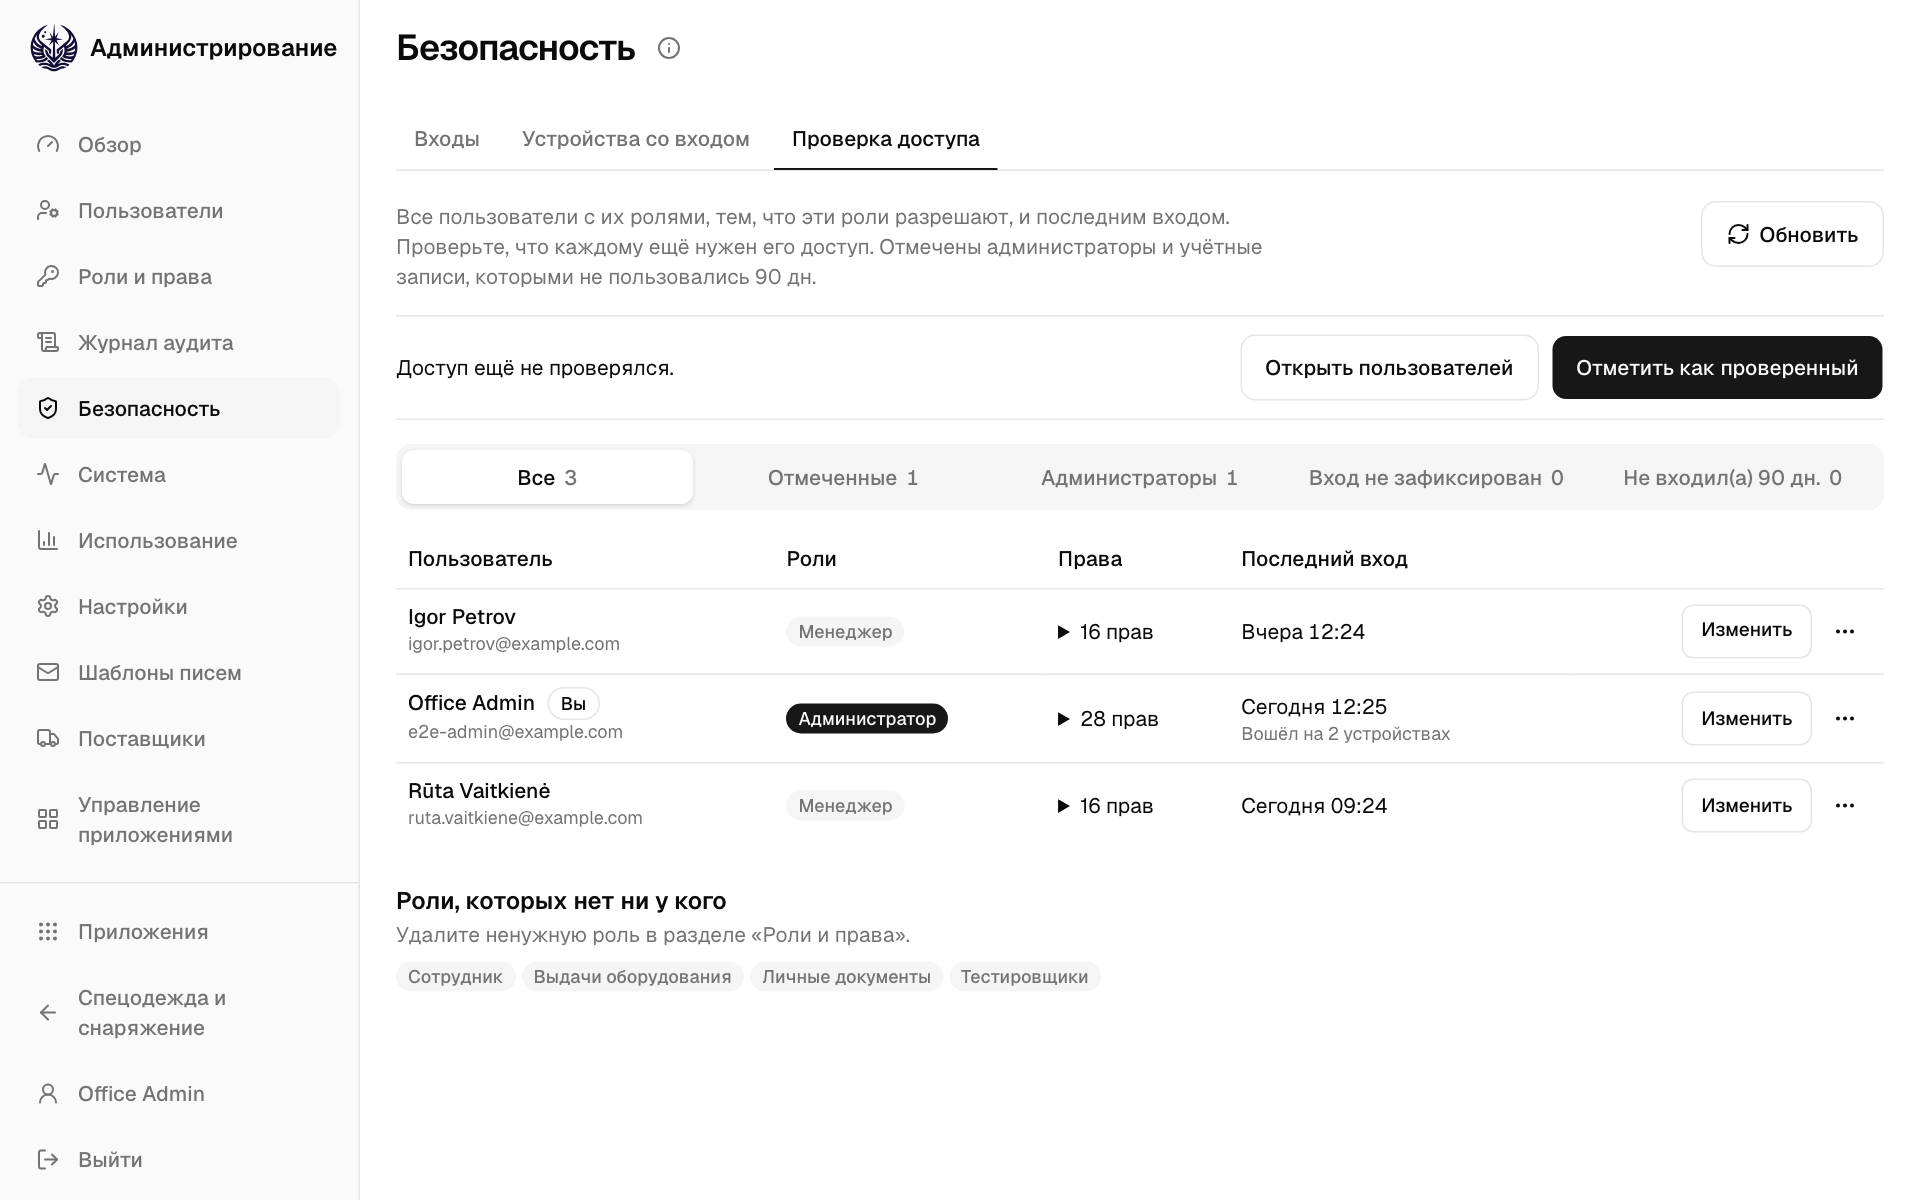 Администрирование
Обзор
Пользователи
Роли и права
Журнал аудита
Безопасность
Система
Использование
Настройки
Шаблоны писем
Поставщики
Управление
приложениями
Приложения
Спецодежда и
снаряжение
Office Admin
Выйти
Безопасность
Входы Устройства со входом Проверка доступа
Все пользователи с их ролями, тем, что эти роли разрешают, и последним входом.
Проверьте, что каждому ещё нужен его доступ. Отмечены администраторы и учётные
записи, которыми не пользовались 90 дн.
Обновить
Доступ ещё не проверялся.
Открыть пользователей Отметить как проверенный
Все 3 Отмеченные 1 Администраторы 1 Вход не зафиксирован 0 Не входил(а) 90 дн. 0
Пользователь Роли Права Последний вход
Igor Petrov
igor.petrov@example.com
Менеджер 16 прав Вчера 12:24 Изменить
Office Admin Вы
e2e-admin@example.com
Администратор 28 прав Сегодня 12:25
Вошёл на 2 устройствах
Изменить
Rūta Vaitkienė
ruta.vaitkiene@example.com
Менеджер 16 прав Сегодня 09:24 Изменить
Роли, которых нет ни у кого
Удалите ненужную роль в разделе «Роли и права».
Сотрудник Выдачи оборудования Личные документы Тестировщики